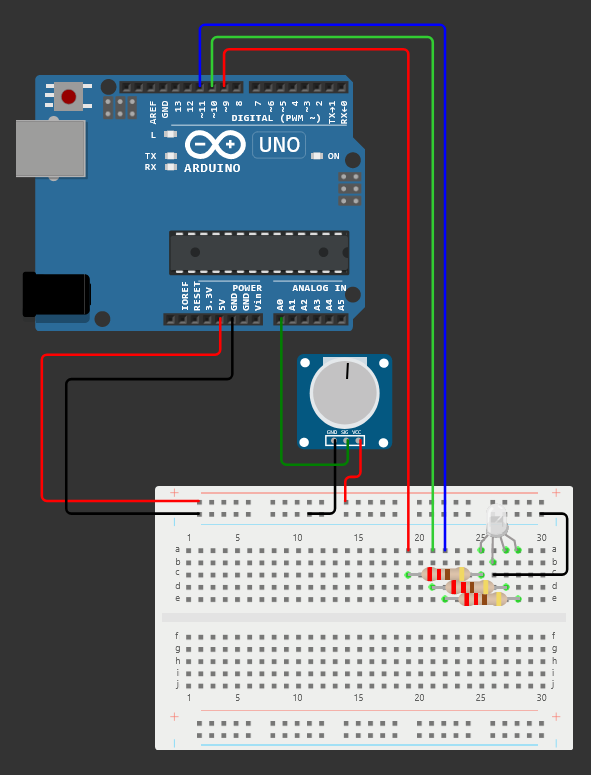 AREF
GND
13
12
~11
~10
~9
8
7
~6
~5
4
~3
2
TX→1
RX←0
DIGITAL (PWM ~)
L
TX
RX
ARDUINO
UNO
ON
IOREF
RESET
3.3V
5V
GND
GND
Vin
POWER
ANALOG IN
A0
A1
A2
A3
A4
A5
GND SIG VCC
+ +
1 5 10 15 20 25 30
a a
b b
c c
d d
e e
f f
g g
h h
i i
j j
1 5 10 15 20 25 30
+ +